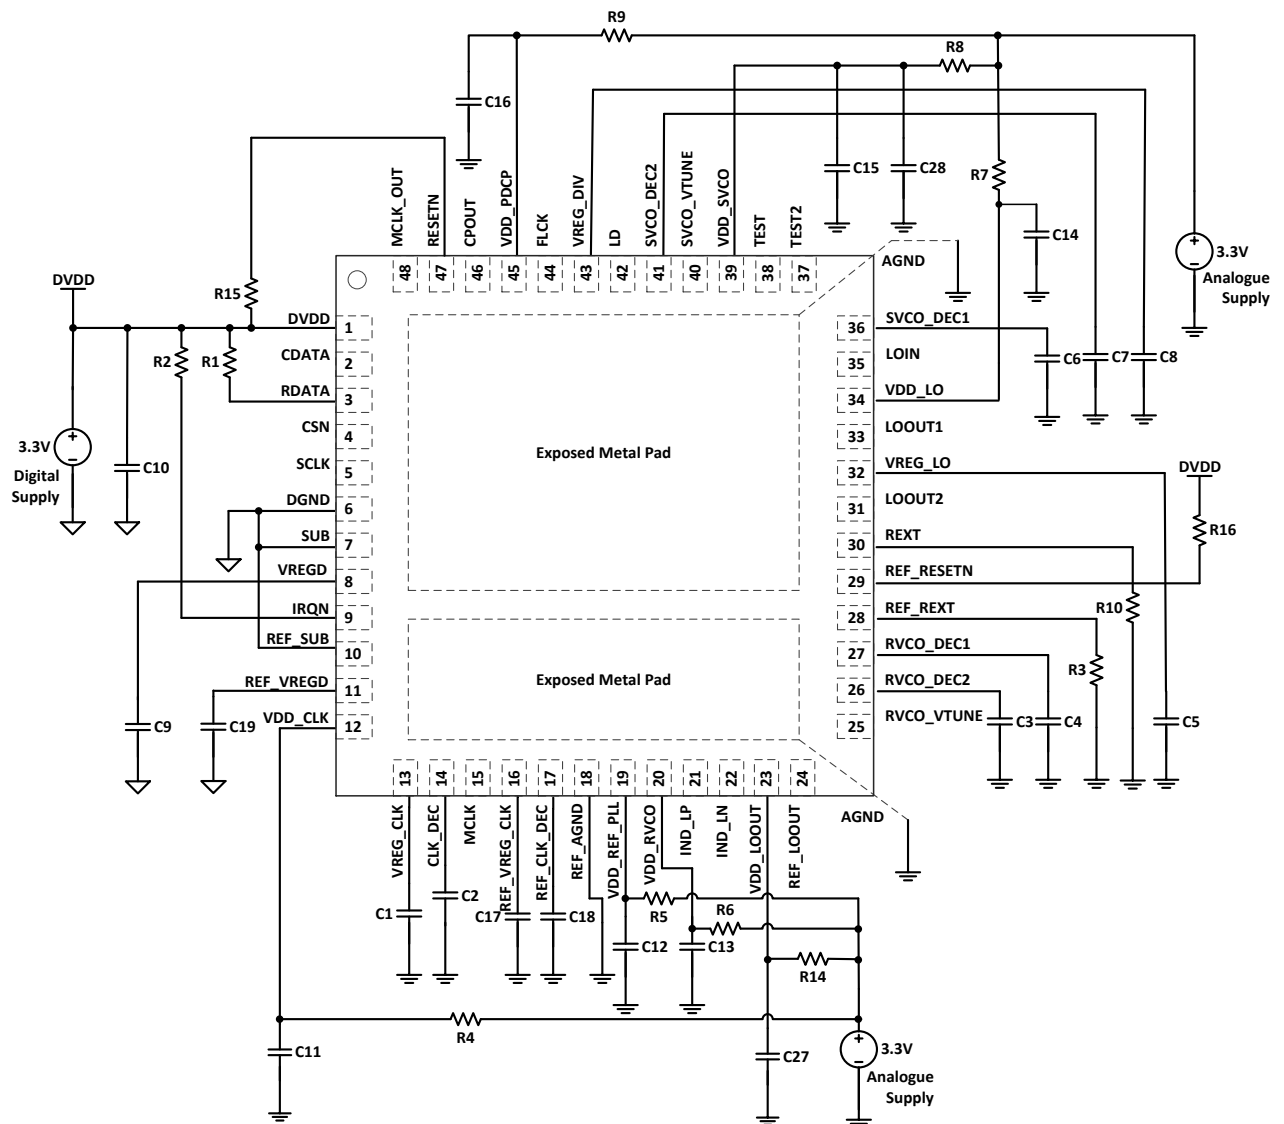 R9
R8
C16
C15
C28
R7
C14
3.3V
Analogue
Supply
MCLK_OUT
RESETN
CPOUT
VDD_PDCP
FLCK
VREG_DIV
LD
SVCO_DEC2
SVCO_VTUNE
VDD_SVCO
TEST
TEST2
48
47
46
45
44
43
42
41
40
39
38
37
AGND
DVDD
R15
R2
R1
3.3V
Digital
Supply
C10
DVDD
1
CDATA
2
RDATA
3
CSN
4
SCLK
5
DGND
6
SUB
7
VREGD
8
IRQN
9
REF_SUB
10
REF_VREGD
11
VDD_CLK
12
C9
C19
Exposed Metal Pad
Exposed Metal Pad
36
SVCO_DEC1
35
LOIN
34
VDD_LO
33
LOOUT1
32
VREG_LO
31
LOOUT2
30
REXT
29
REF_RESETN
28
REF_REXT
27
RVCO_DEC1
26
RVCO_DEC2
25
RVCO_VTUNE
C6
C7
C8
DVDD
R16
R10
R3
C3
C4
C5
13
14
15
16
17
18
19
20
21
22
23
24
AGND
VREG_CLK
CLK_DEC
MCLK
REF_VREG_CLK
REF_CLK_DEC
REF_AGND
VDD_REF_PLL
VDD_RVCO
IND_LP
IND_LN
VDD_LOOUT
REF_LOOUT
C1
C2
C17
C18
R5
R6
C12
C13
R14
R4
C11
C27
3.3V
Analogue
Supply